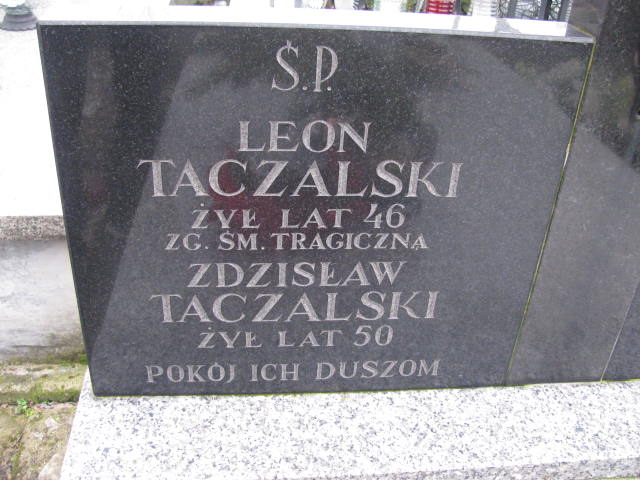 Ś.P.
LEON
TACZALSKI
ŻYŁ LAT 46
ZG. ŚM. TRAGICZNĄ
ZDZISŁAW
TACZALSKI
ŻYŁ LAT 50
POKÓJ ICH DUSZOM